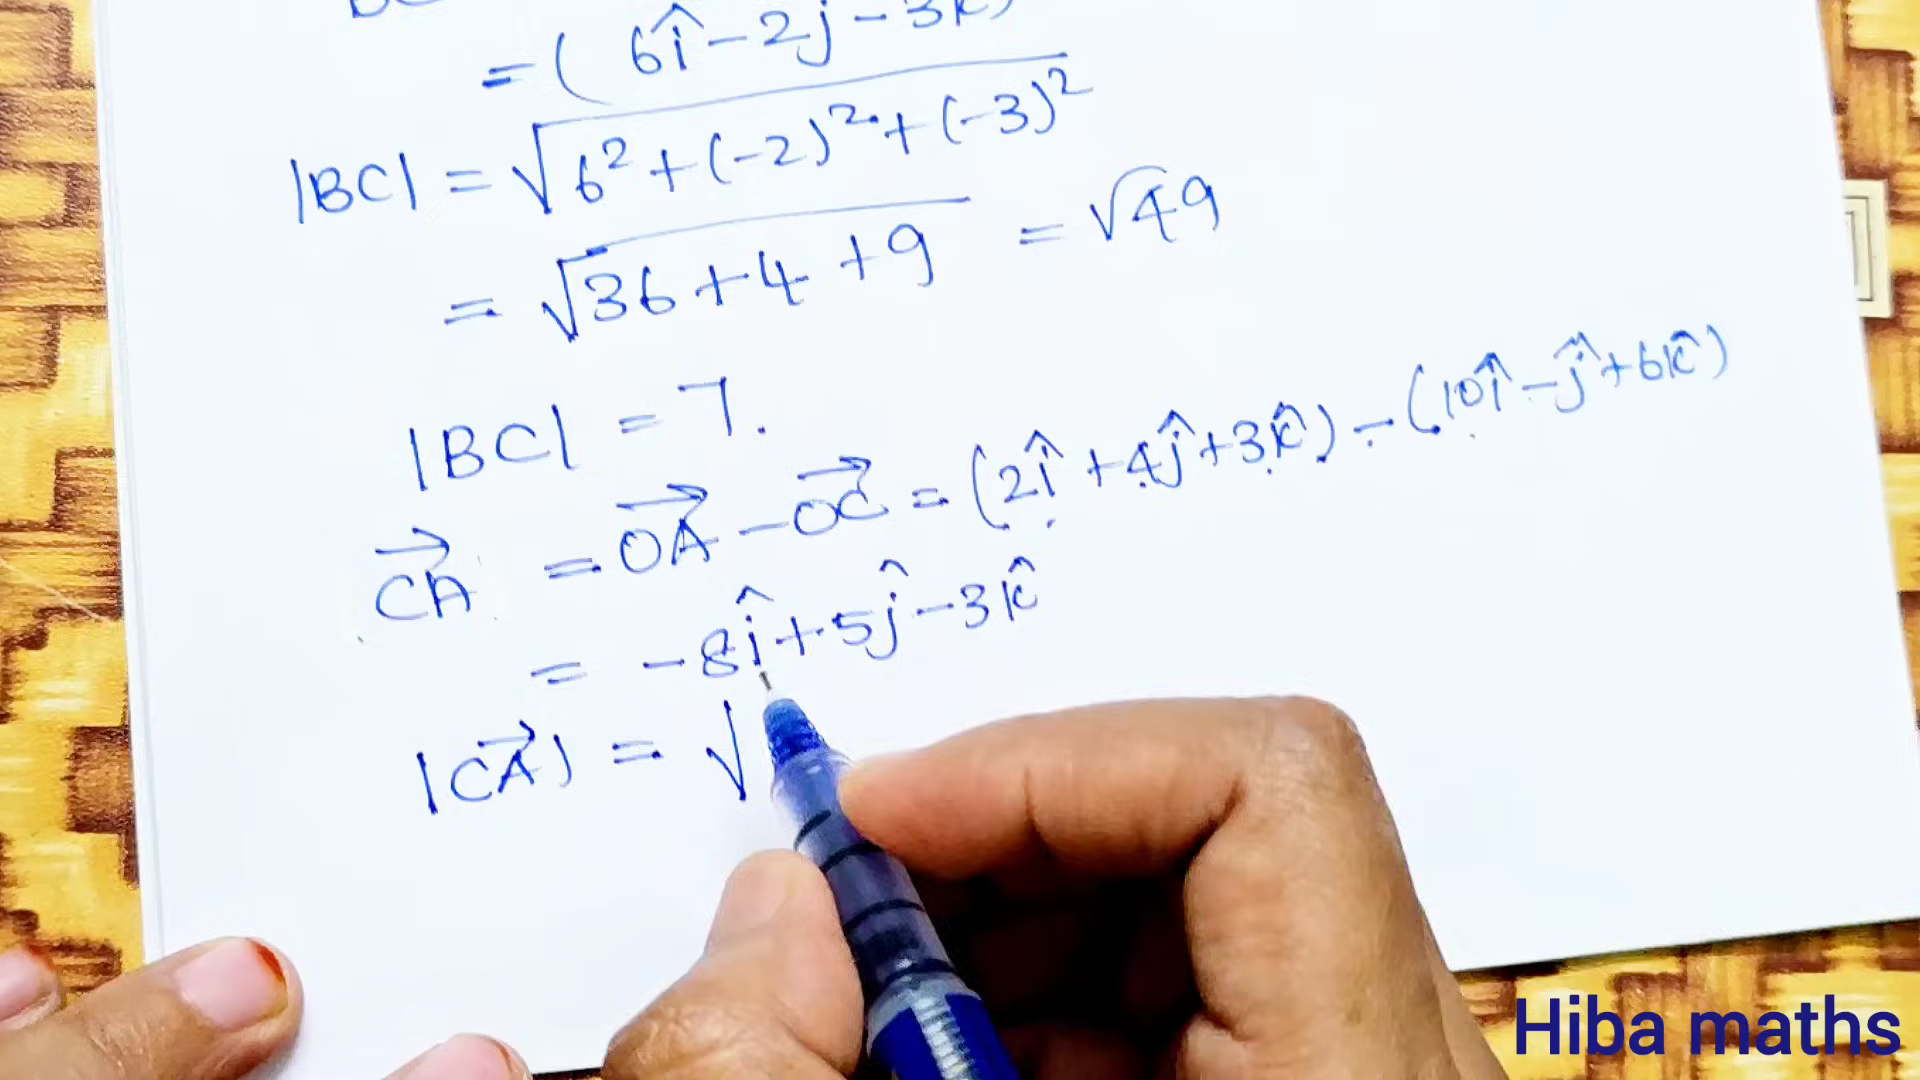 = ( 6î - 2j - 3k)
|BC| = √6² + (-2)² + (-3)²
= √36 + 4 + 9 = √49
|BC| = 7.
CA⃗ = OA⃗ - OC⃗ = (2î + 4ĵ + 3k̂) - (10î - ĵ + 6k̂)
= -8î + 5ĵ - 3k̂
|CA⃗| = √
Hiba maths